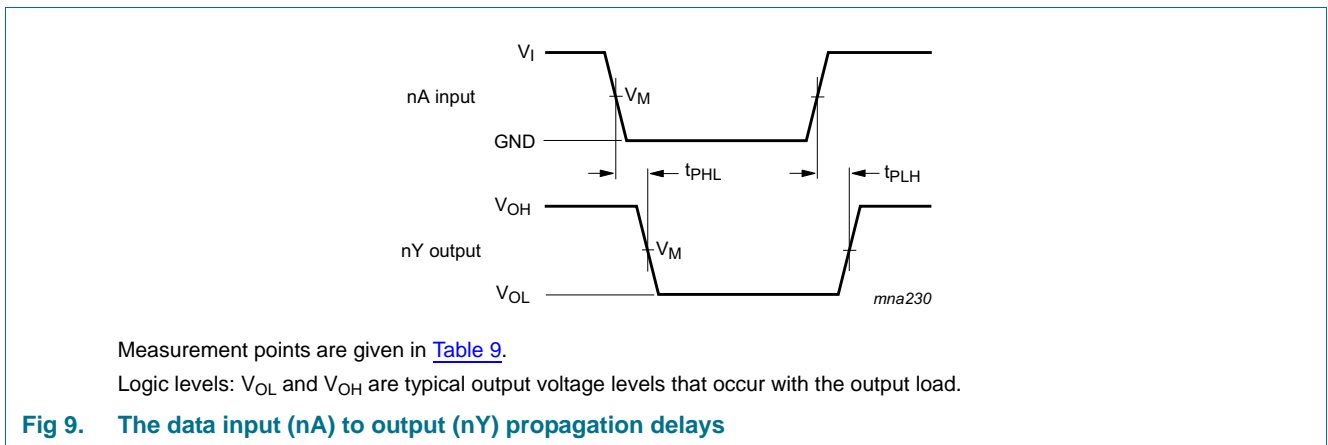 V_I
nA input
V_M
GND
t_PHL
t_PLH
V_OH
nY output
V_M
V_OL
mna230
Measurement points are given in Table 9.
Logic levels: V_OL and V_OH are typical output voltage levels that occur with the output load.
Fig 9. The data input (nA) to output (nY) propagation delays